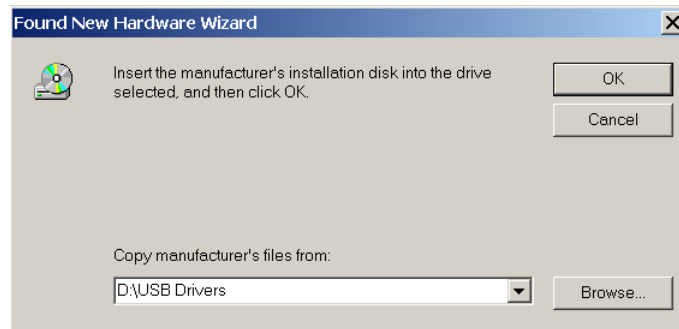 Found New Hardware Wizard
Insert the manufacturer's installation disk into the drive
selected, and then click OK.
OK
Cancel
Copy manufacturer's files from:
D:\USB Drivers
Browse...